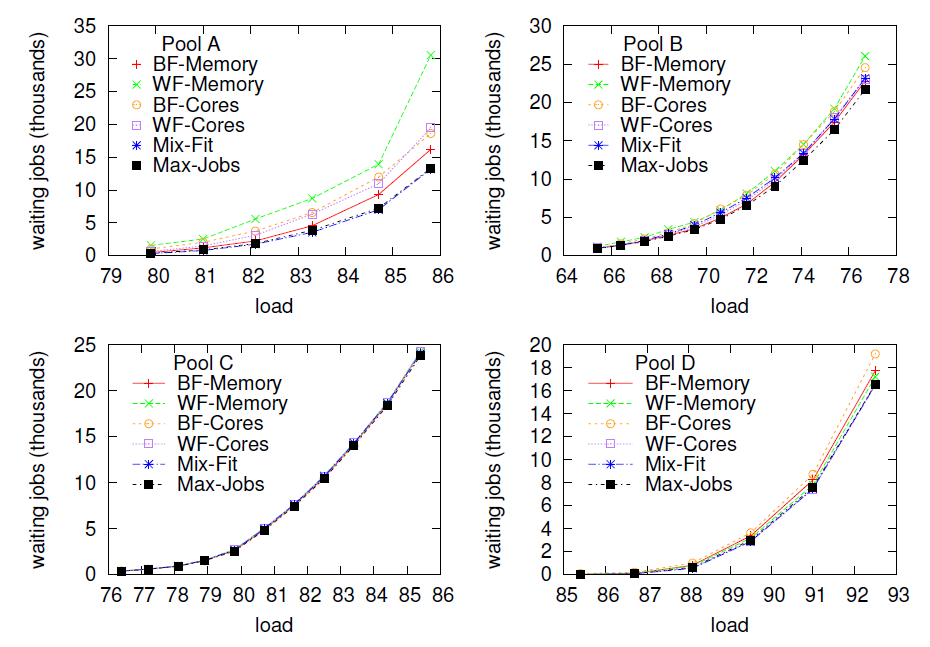 Pool A
BF-Memory
WF-Memory
BF-Cores
WF-Cores
Mix-Fit
Max-Jobs
waiting jobs (thousands)
35
30
25
20
15
10
5
0
79 80 81 82 83 84 85 86
load
Pool B
BF-Memory
WF-Memory
BF-Cores
WF-Cores
Mix-Fit
Max-Jobs
waiting jobs (thousands)
30
25
20
15
10
5
0
64 66 68 70 72 74 76 78
load
Pool C
BF-Memory
WF-Memory
BF-Cores
WF-Cores
Mix-Fit
Max-Jobs
waiting jobs (thousands)
25
20
15
10
5
0
76 77 78 79 80 81 82 83 84 85 86
load
Pool D
BF-Memory
WF-Memory
BF-Cores
WF-Cores
Mix-Fit
Max-Jobs
waiting jobs (thousands)
20
18
16
14
12
10
8
6
4
2
0
85 86 87 88 89 90 91 92 93
load